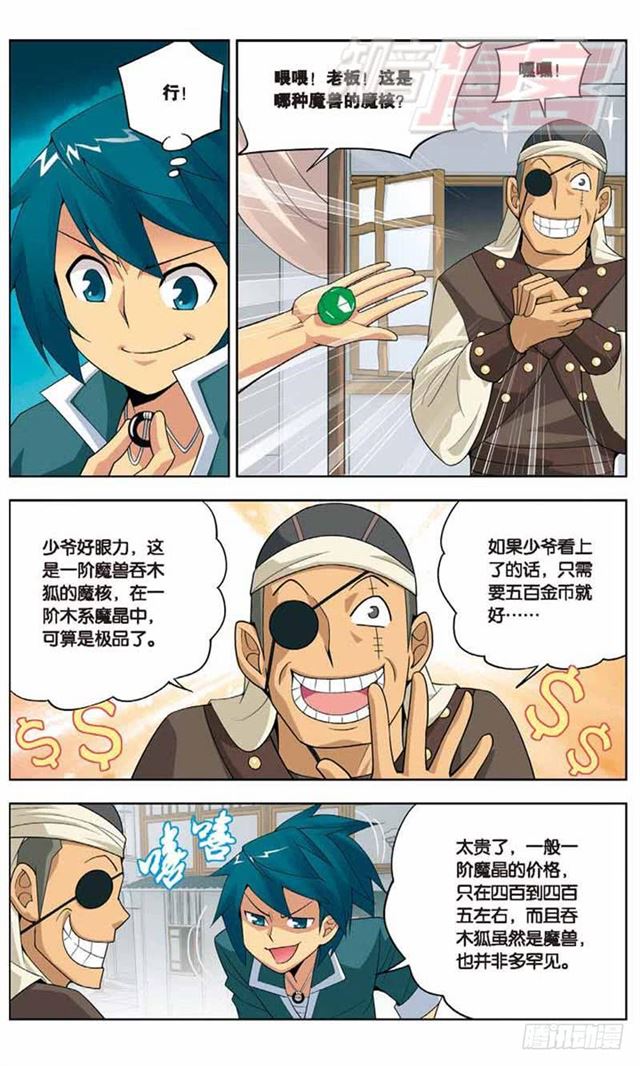 行！
喂喂！老板！这是
哪种魔兽的魔核？
嘿嘿！
少爷好眼力，这
是一阶魔兽吞木
狐的魔核，在一
阶木系魔晶中，
可算是极品了。
如果少爷看上
了的话，只需
要五百金币就
好……
嘻嘻
太贵了，一般一
阶魔晶的价格，
只在四百到四百
五左右，而且吞
木狐虽然是魔兽，
也并非多罕见。
腾讯动漫